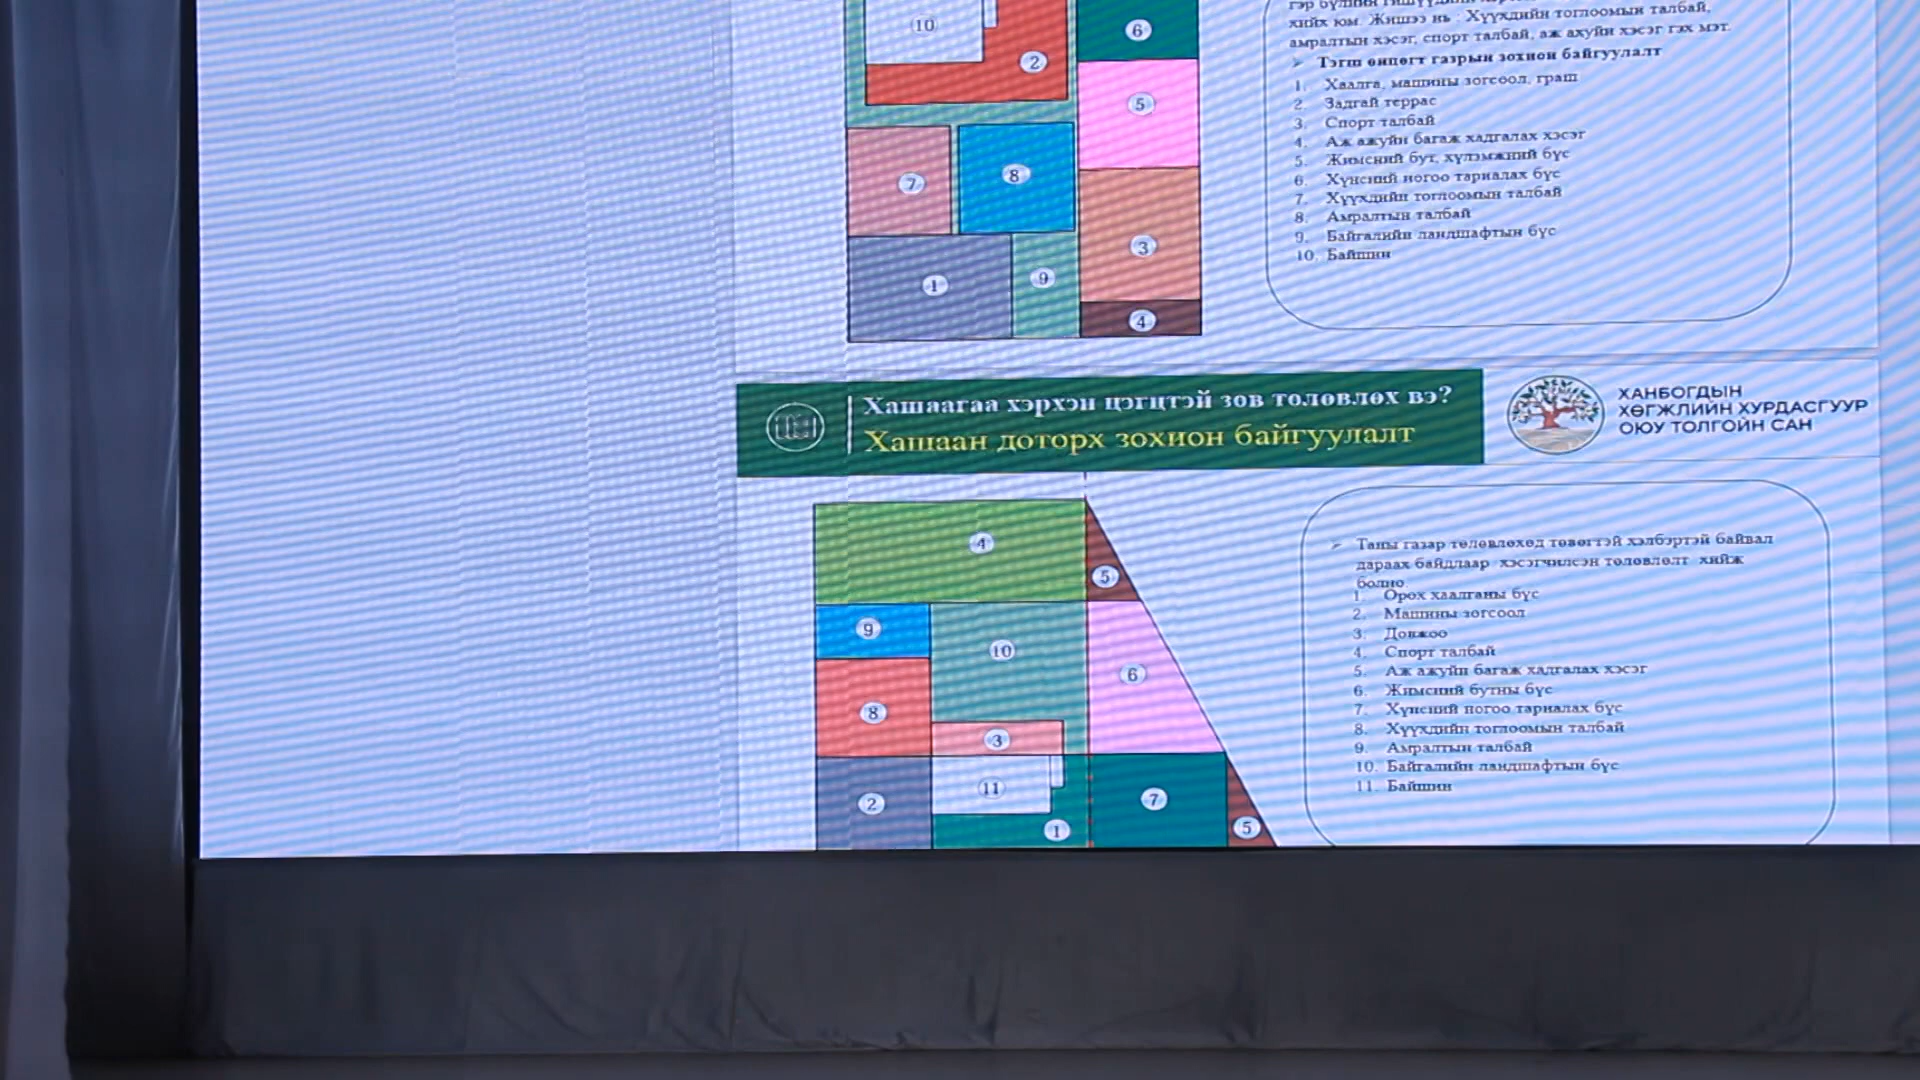 10
2
6
5
7
8
3
1
9
4
хийх юм. Жишээ нь : Хүүхдийн тоглоомын талбай,
амралтын хэсэг, спорт талбай, аж ахуйн хэсэг гэх мэт.
➢ Тэгш өнцөгт газрын зохион байгуулалт
1. Хаалга, машины зогсоол, граш
2. Задгай террас
3. Спорт талбай
4. Аж ажуйн багаж хадгалах хэсэг
5. Жимсний бут, хүлэмжний бүс
6. Хүнсний ногоо тариалах бүс
7. Хүүхдийн тоглоомын талбай
8. Амралтын талбай
9. Байгалийн ландшафтын бүс
10. Байшин
Хашаагаа хэрхэн цэгцтэй зөв төлөвлөх вэ?
Хашаан доторх зохион байгуулалт
ХАНБОГДЫН
ХӨГЖЛИЙН ХУРДАСГУУР
ОЮУ ТОЛГОЙН САН
4
5
9
10
6
8
3
11
2
7
1
5
➢ Таны газар төлөвлөхөд төвөгтэй хэлбэртэй байвал
дараах байдлаар хэсэгчилсэн төлөвлөлт хийж
болно.
1. Орох хаалганы бүс
2. Машины зогсоол
3. Довжоо
4. Спорт талбай
5. Аж ажуйн багаж хадгалах хэсэг
6. Жимсний бутны бүс
7. Хүнсний ногоо тариалах бүс
8. Хүүхдийн тоглоомын талбай
9. Амралтын талбай
10. Байгалийн ландшафтын бүс
11. Байшин